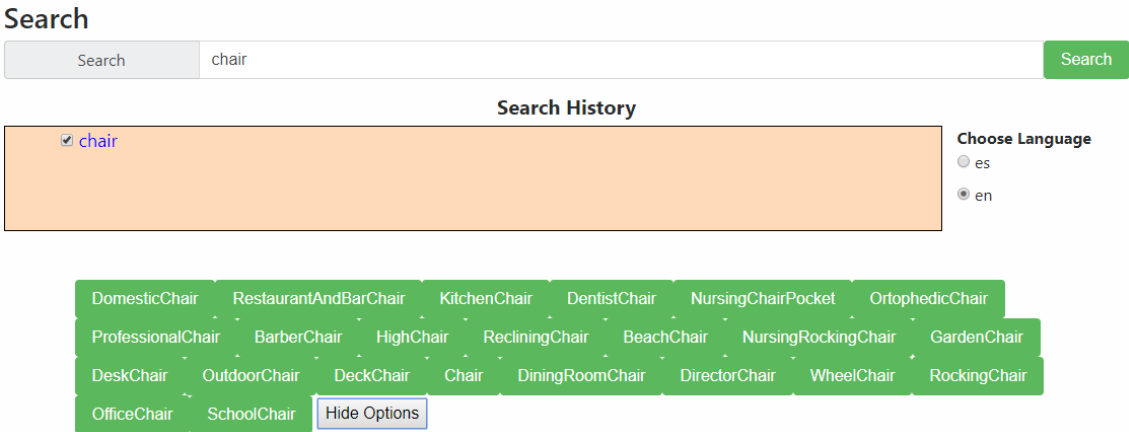 Search
Search chair Search
Search History
chair
Choose Language
es
en
DomesticChair RestaurantAndBarChair KitchenChair DentistChair NursingChairPocket OrtophedicChair
ProfessionalChair BarberChair HighChair RecliningChair BeachChair NursingRockingChair GardenChair
DeskChair OutdoorChair DeckChair Chair DiningRoomChair DirectorChair WheelChair RockingChair
OfficeChair SchoolChair Hide Options